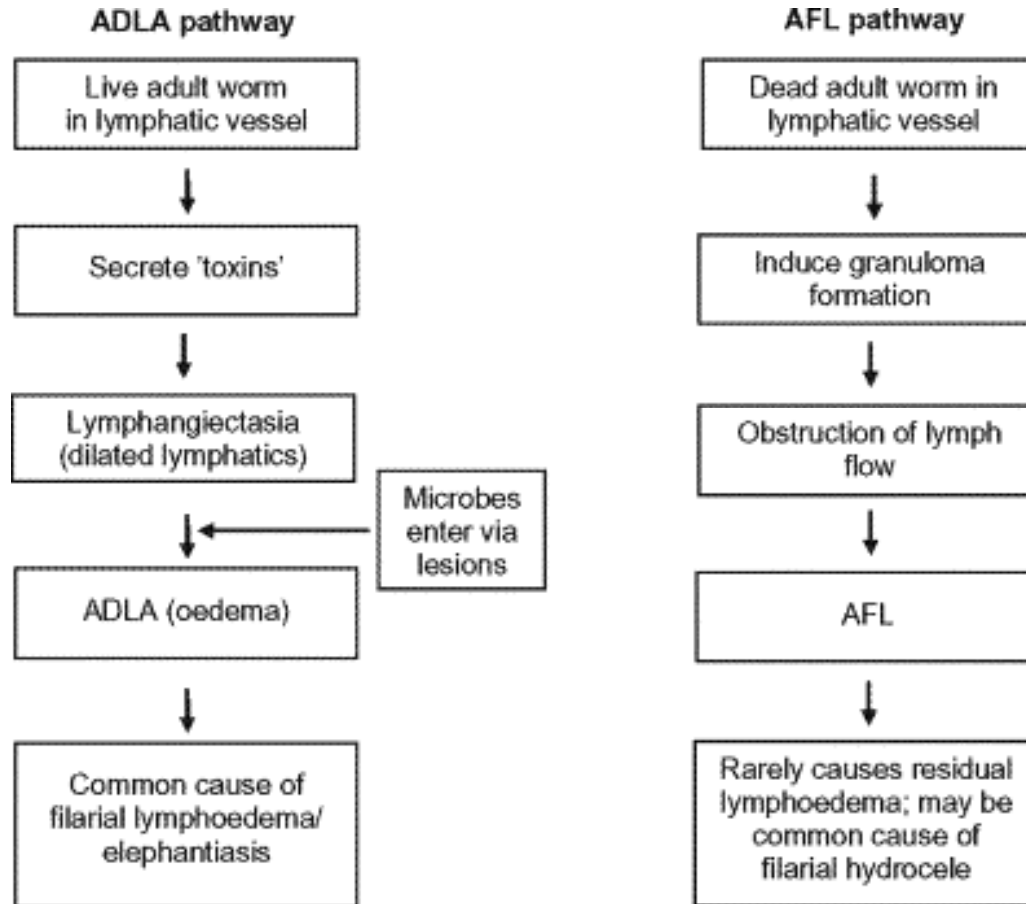 ADLA pathway
Live adult worm
in lymphatic vessel
Secrete 'toxins'
Lymphangiectasia
(dilated lymphatics)
Microbes
enter via
lesions
ADLA (oedema)
Common cause of
filarial lymphoedema/
elephantiasis
AFL pathway
Dead adult worm in
lymphatic vessel
Induce granuloma
formation
Obstruction of lymph
flow
AFL
Rarely causes residual
lymphoedema; may be
common cause of
filarial hydrocele